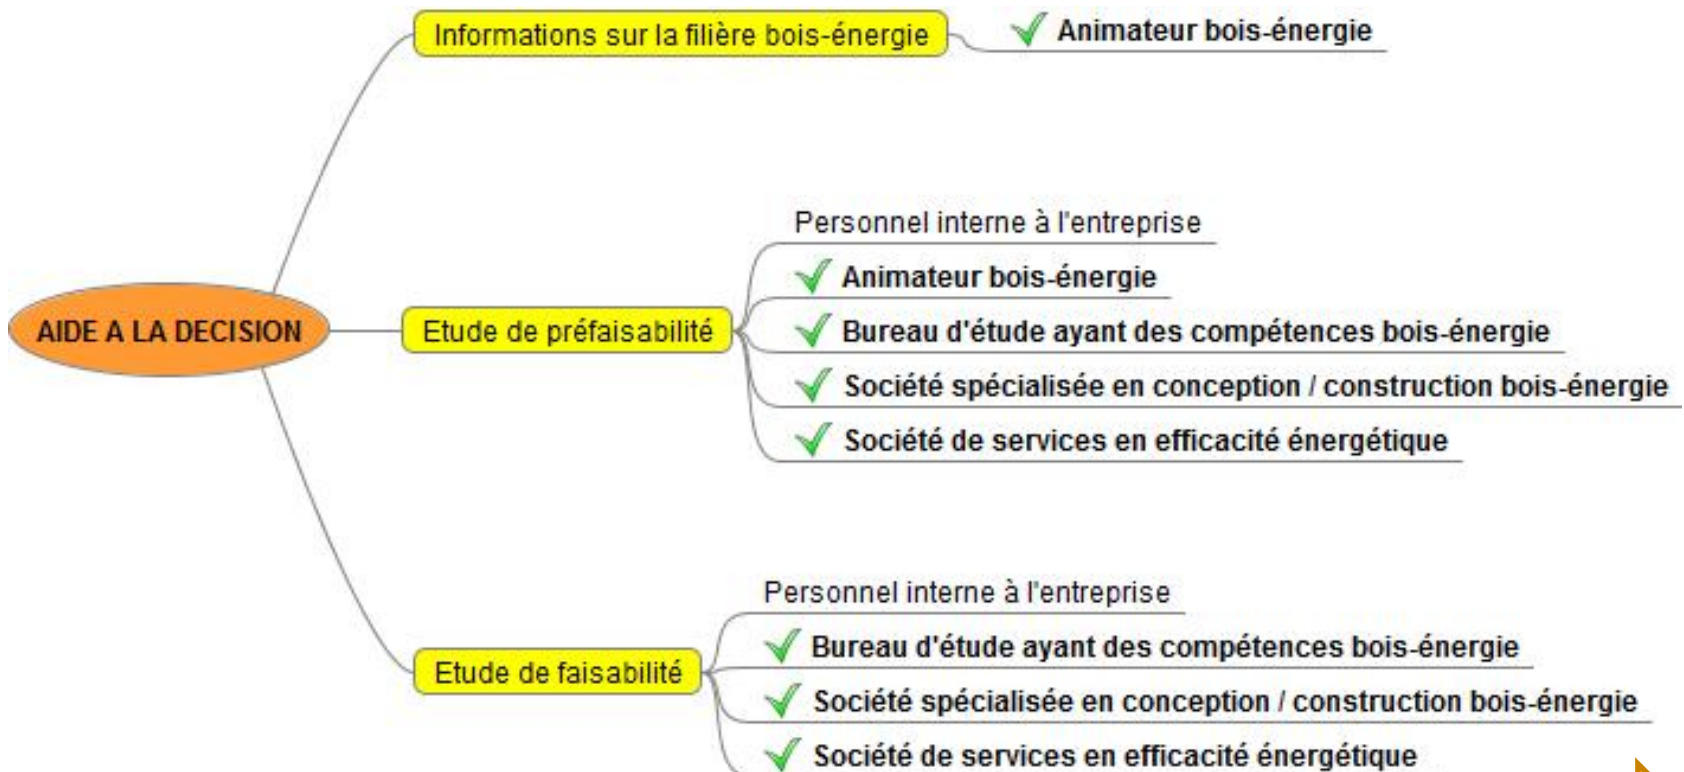 Informations sur la filière bois-énergie
Animateur bois-énergie
AIDE A LA DECISION
Etude de préfaisabilité
Personnel interne à l'entreprise
Animateur bois-énergie
Bureau d'étude ayant des compétences bois-énergie
Société spécialisée en conception / construction bois-énergie
Société de services en efficacité énergétique
Etude de faisabilité
Personnel interne à l'entreprise
Bureau d'étude ayant des compétences bois-énergie
Société spécialisée en conception / construction bois-énergie
Société de services en efficacité énergétique